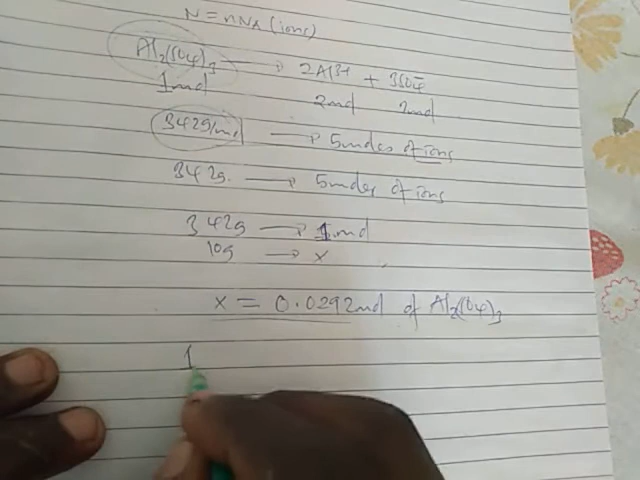 N = nNA (ions)
Al2(SO4)3 → 2Al3+ + 3SO4-
1mol 2mol 2mol
342g/mol → 5moles of ions
342g. → 5moles of ions
342g → 1mol
10g → x
x = 0.0292mol of Al2(SO4)3
1